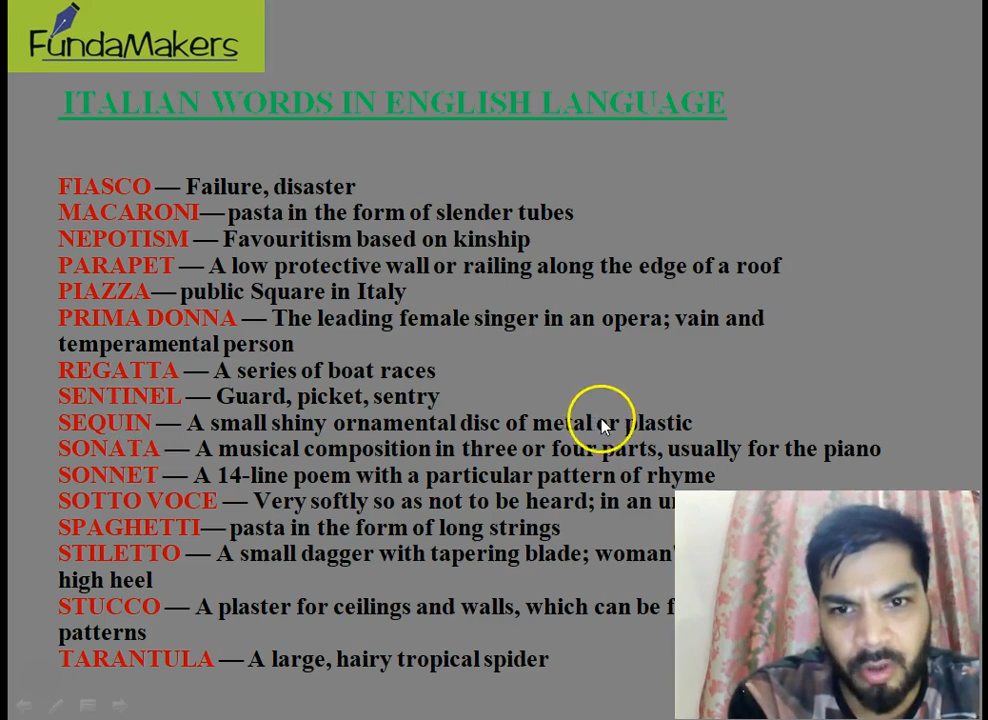 FundaMakers
ITALIAN WORDS IN ENGLISH LANGUAGE
FIASCO — Failure, disaster
MACARONI— pasta in the form of slender tubes
NEPOTISM — Favouritism based on kinship
PARAPET — A low protective wall or railing along the edge of a roof
PIAZZA— public Square in Italy
PRIMA DONNA — The leading female singer in an opera; vain and
temperamental person
REGATTA — A series of boat races
SENTINEL — Guard, picket, sentry
SEQUIN — A small shiny ornamental disc of metal or plastic
SONATA — A musical composition in three or four parts, usually for the piano
SONNET — A 14-line poem with a particular pattern of rhyme
SOTTO VOCE — Very softly so as not to be heard; in an
SPAGHETTI— pasta in the form of long strings
STILETTO — A small dagger with tapering blade; woman'
high heel
STUCCO — A plaster for ceilings and walls, which can be
patterns
TARANTULA — A large, hairy tropical spider